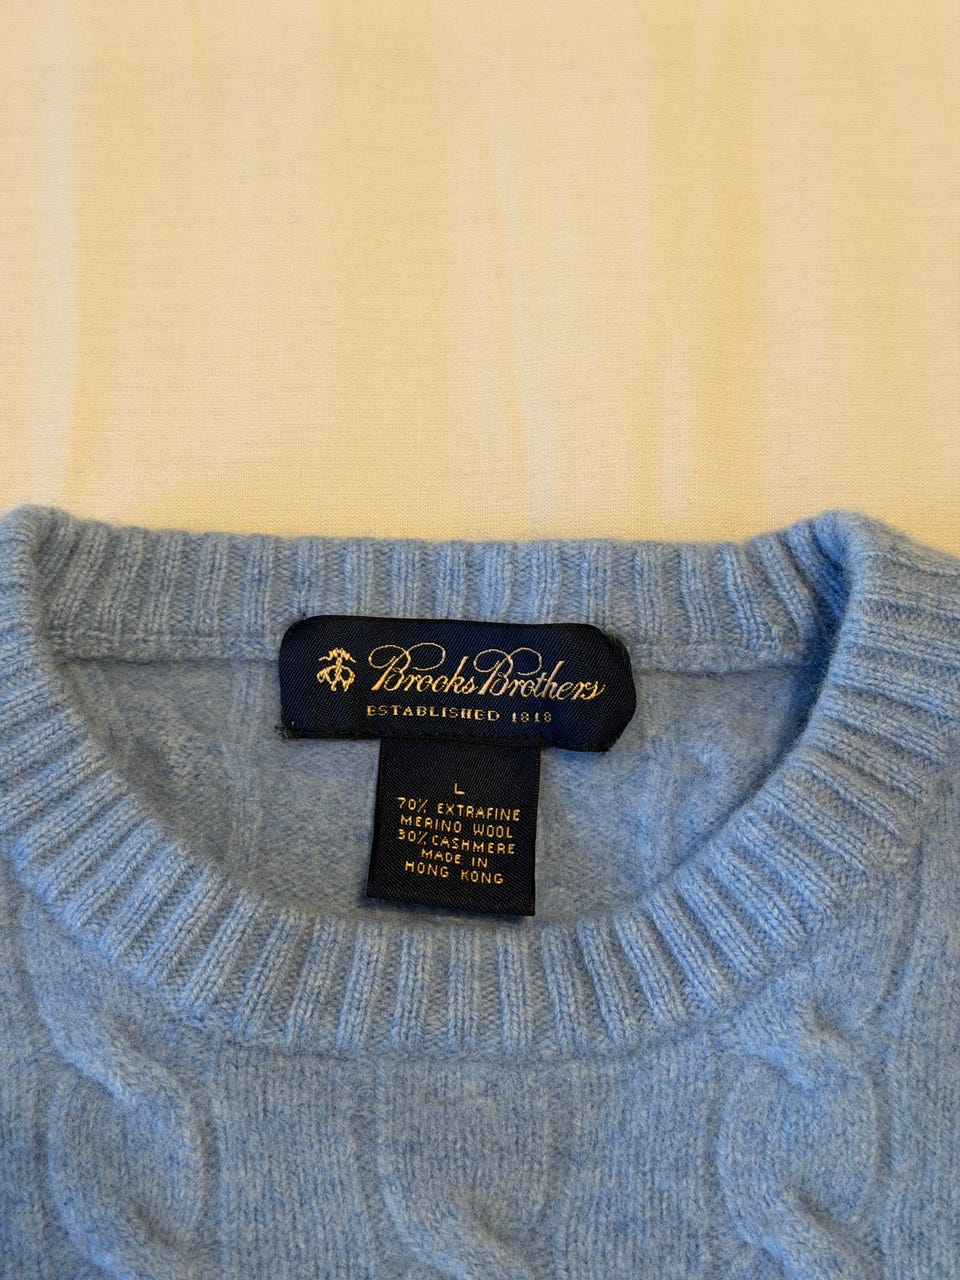 Brooks Brothers
ESTABLISHED 1818
L
70% EXTRAFINE
MERINO WOOL
30% CASHMERE
MADE IN
HONG KONG